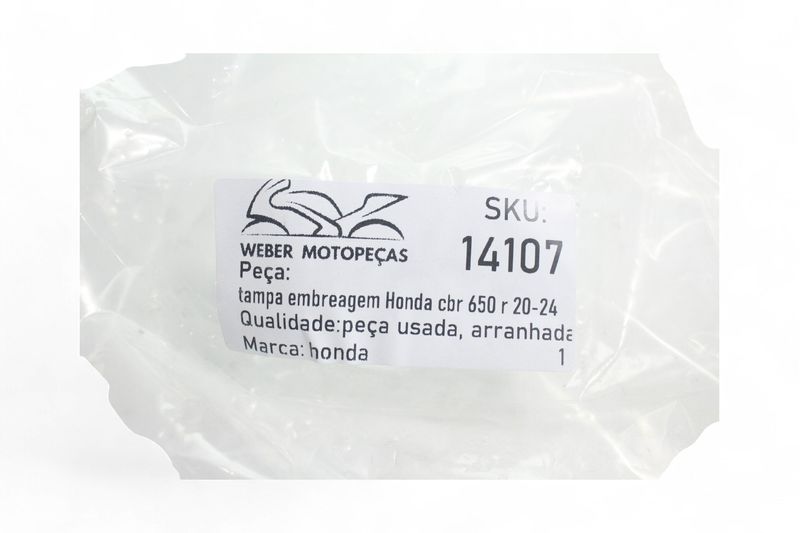 WEBER MOTOPEÇAS
SKU:
14107
Peça:
tampa embreagem Honda cbr 650 r 20-24
Qualidade:peça usada, arranhada
Marca: honda
1